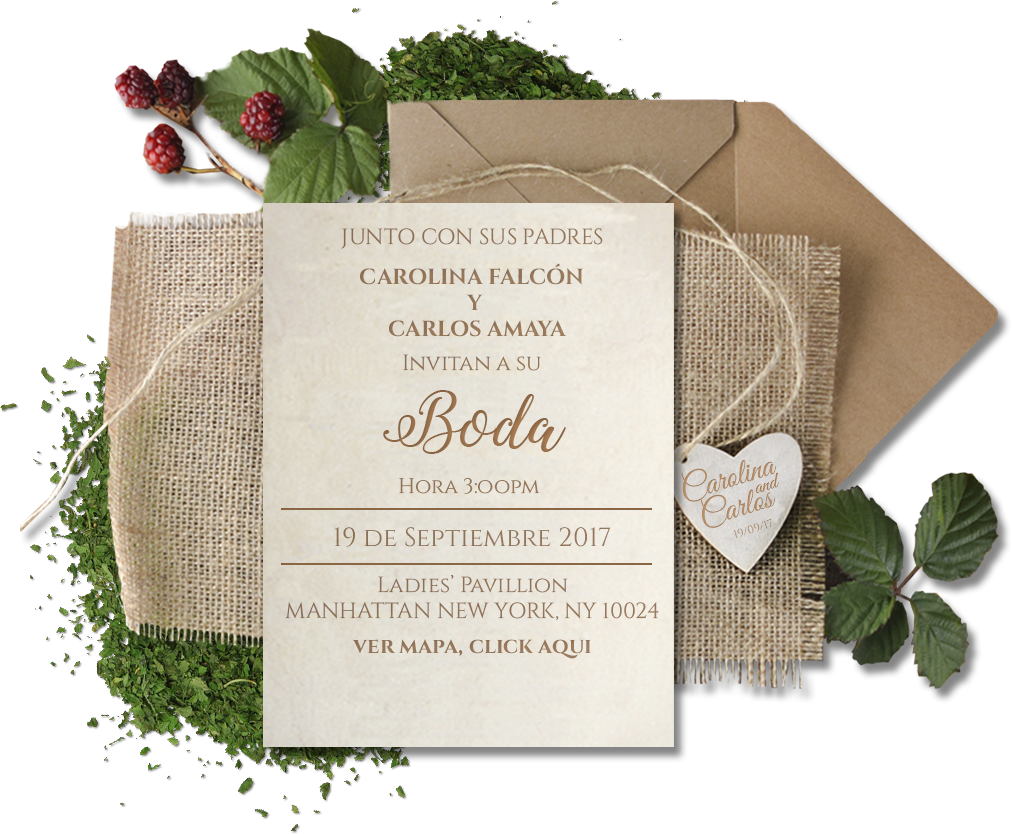 JUNTO CON SUS PADRES
CAROLINA FALCÓN
Y
CARLOS AMAYA
INVITAN A SU
Boda
HORA 3:00PM
19 DE SEPTIEMBRE 2017
LADIES' PAVILLION
MANHATTAN NEW YORK, NY 10024
VER MAPA, CLICK AQUI
Carolina
and
Carlos
19/09/17